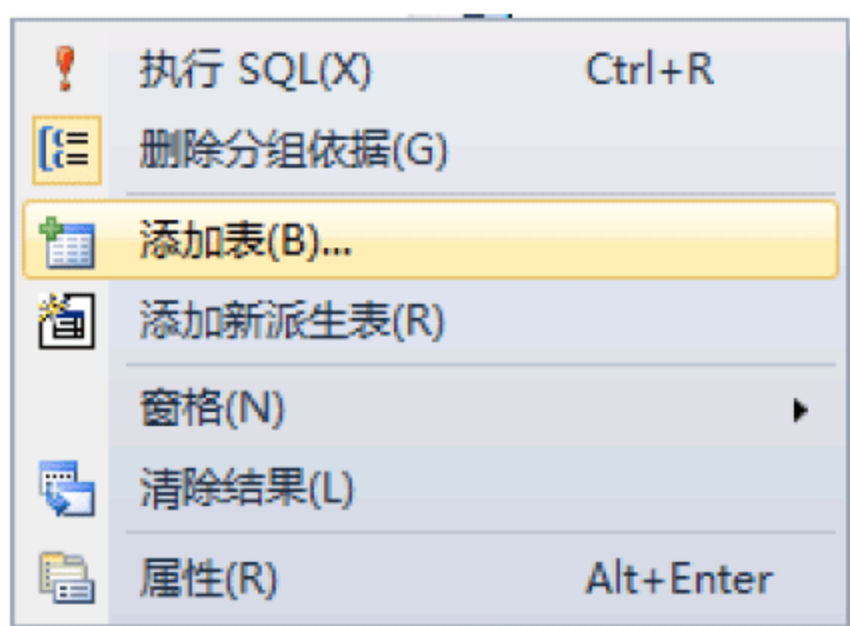 执行 SQL(X) Ctrl+R
删除分组依据(G)
添加表(B)...
添加新派生表(R)
窗格(N)
清除结果(L)
属性(R) Alt+Enter